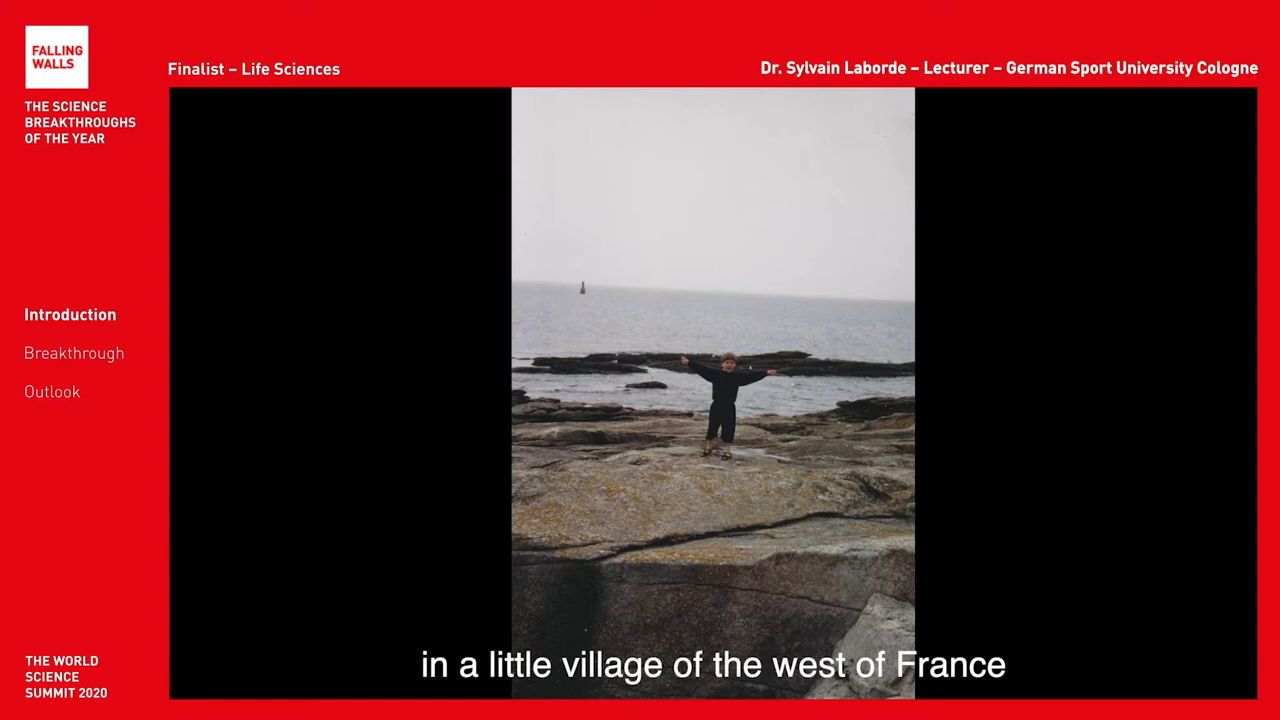 FALLING
WALLS
THE SCIENCE
BREAKTHROUGHS
OF THE YEAR
Finalist – Life Sciences
Dr. Sylvain Laborde – Lecturer – German Sport University Cologne
Introduction
Breakthrough
Outlook
in a little village of the west of France
THE WORLD
SCIENCE
SUMMIT 2020